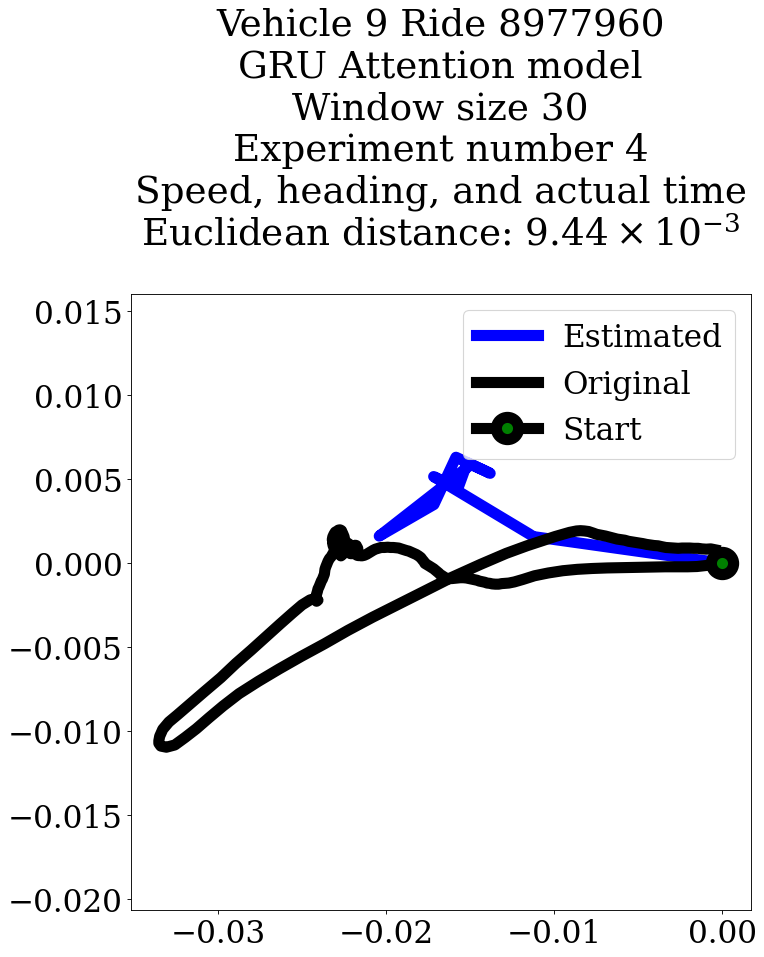 Vehicle 9 Ride 8977960
GRU Attention model
Window size 30
Experiment number 4
Speed, heading, and actual time
Euclidean distance: 9.44 × 10⁻³
Estimated
Original
Start
0.015
0.010
0.005
0.000
−0.005
−0.010
−0.015
−0.020
−0.03 −0.02 −0.01 0.00